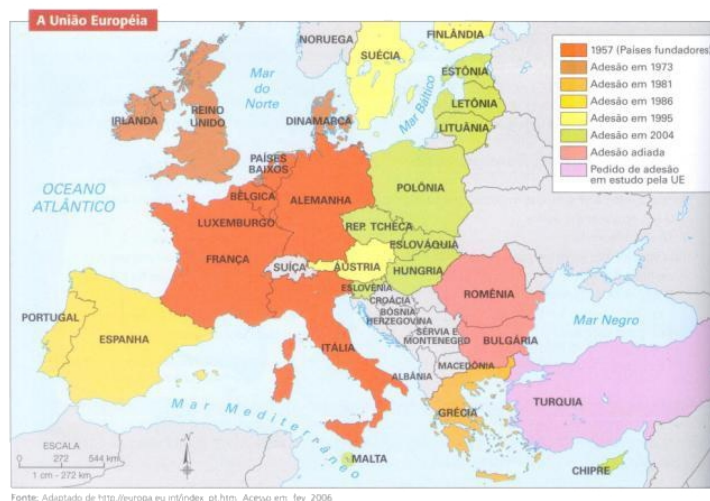 A União Européia
NORUEGA
SUÉCIA
FINLÂNDIA
Mar
do
Norte
Mar Báltico
ESTÔNIA
LETÔNIA
LITUÂNIA
IRLANDA
REINO
UNIDO
DINAMARCA
PAÍSES
BAIXOS
BÉLGICA
ALEMANHA
POLÔNIA
OCEANO
ATLÂNTICO
LUXEMBURGO
REP. TCHECA
ESLOVÁQUIA
FRANÇA
SUÍÇA
ÁUSTRIA
HUNGRIA
ESLOVÊNIA
CROÁCIA
BÓSNIA
HERZEGOVINA
SÉRVIA E
MONTENEGRO
ROMÊNIA
BULGÁRIA
Mar Negro
PORTUGAL
ESPANHA
ITÁLIA
MACEDÔNIA
ALBÂNIA
GRÉCIA
TURQUIA
Mar Mediterrâneo
MALTA
CHIPRE
1957 (Países fundadores)
Adesão em 1973
Adesão em 1981
Adesão em 1986
Adesão em 1995
Adesão em 2004
Adesão adiada
Pedido de adesão
em estudo pela UE
ESCALA
0 272 544 km
1 cm - 272 km
N
Fonte: Adaptado de http://europa.eu.int/index_pt.htm. Acesso em: fev. 2006